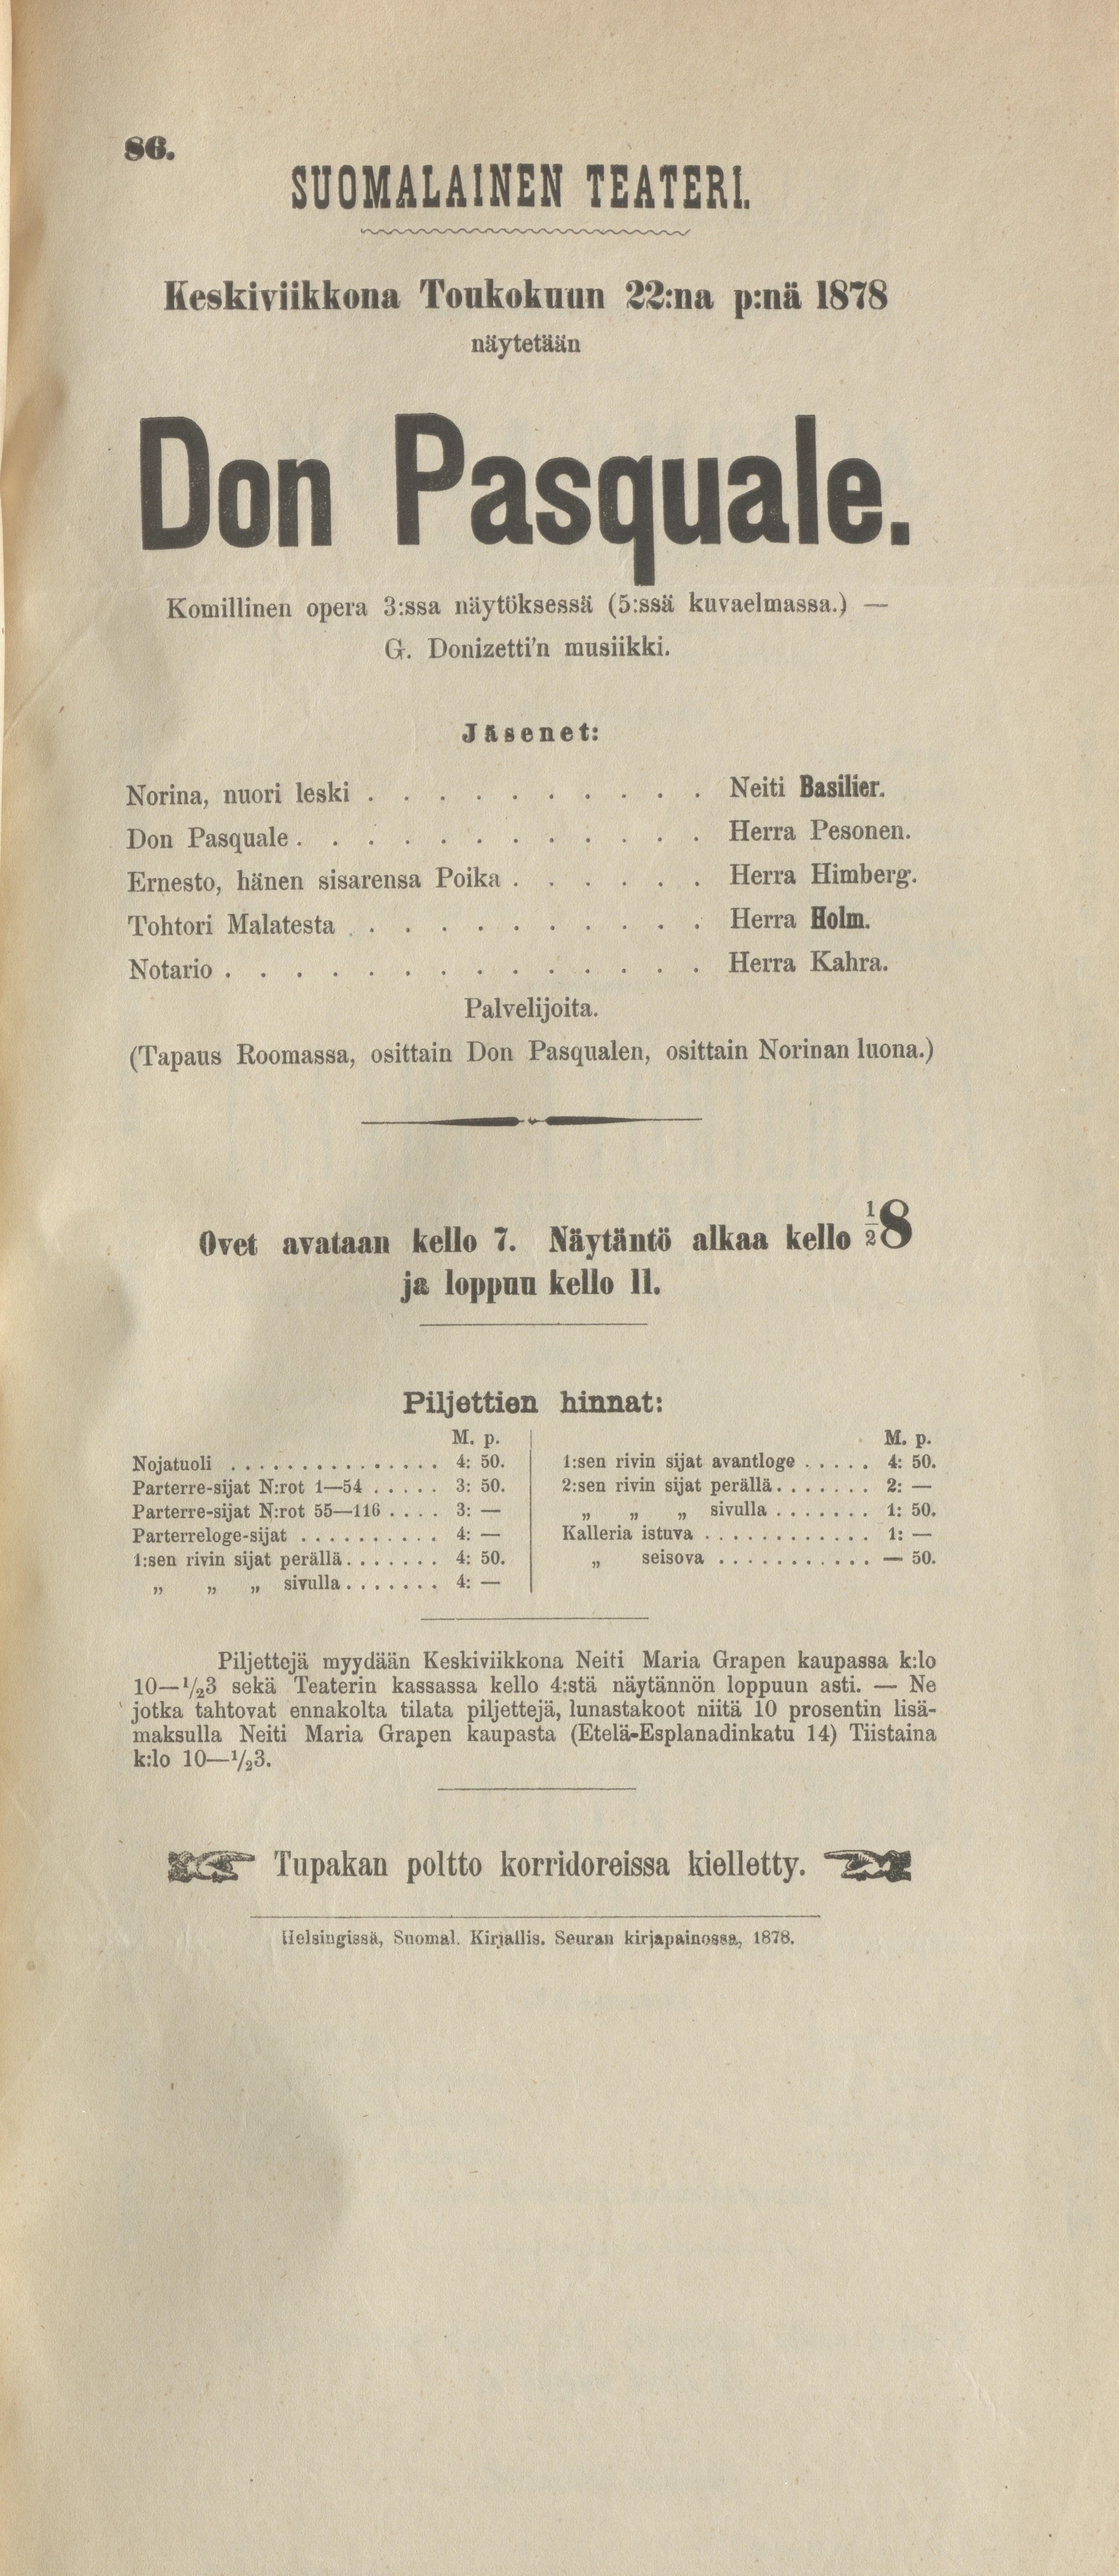 86.
SUOMALAINEN TEATERI.
Keskiviikkona Toukokuun 22:na p:nä 1878
näytetään
Don Pasquale.
Komillinen opera 3:ssa näytöksessä (5:ssä kuvaelmassa.) —
G. Donizetti'n musiikki.
Jäsenet:
Norina, nuori leski . . . . . . . . . . Neiti Basilier.
Don Pasquale . . . . . . . . . . . . Herra Pesonen.
Ernesto, hänen sisarensa Poika . . . . . . Herra Himberg.
Tohtori Malatesta . . . . . . . . . . . Herra Holm.
Notario . . . . . . . . . . . . . . Herra Kahra.
Palvelijoita.
(Tapaus Roomassa, osittain Don Pasqualen, osittain Norinan luona.)
Ovet avataan kello 7. Näytäntö alkaa kello ½8
ja loppuu kello 11.
Piljettien hinnat:
M. p.
Nojatuoli . . . . . . . . . . . . . . . 4: 50.
Parterre-sijat N:rot 1—54 . . . . . 3: 50.
Parterre-sijat N:rot 55—116 . . . . 3: —
Parterreloge-sijat . . . . . . . . . . 4: —
1:sen rivin sijat perällä . . . . . . . 4: 50.
„ „ „ sivulla . . . . . . . 4: —
M. p.
1:sen rivin sijat avantloge . . . . . 4: 50.
2:sen rivin sijat perällä . . . . . . . 2: —
„ „ „ sivulla . . . . . . . 1: 50.
Kalleria istuva . . . . . . . . . . . . 1: —
„ seisova . . . . . . . . . . . — 50.
Piljettejä myydään Keskiviikkona Neiti Maria Grapen kaupassa k:lo
10—½3 sekä Teaterin kassassa kello 4:stä näytännön loppuun asti. — Ne
jotka tahtovat ennakolta tilata piljettejä, lunastakoot niitä 10 prosentin lisä-
maksulla Neiti Maria Grapen kaupasta (Etelä-Esplanadinkatu 14) Tiistaina
k:lo 10—½3.
Tupakan poltto korridoreissa kielletty.
Helsingissä, Suomal. Kirjallis. Seuran kirjapainossa, 1878.